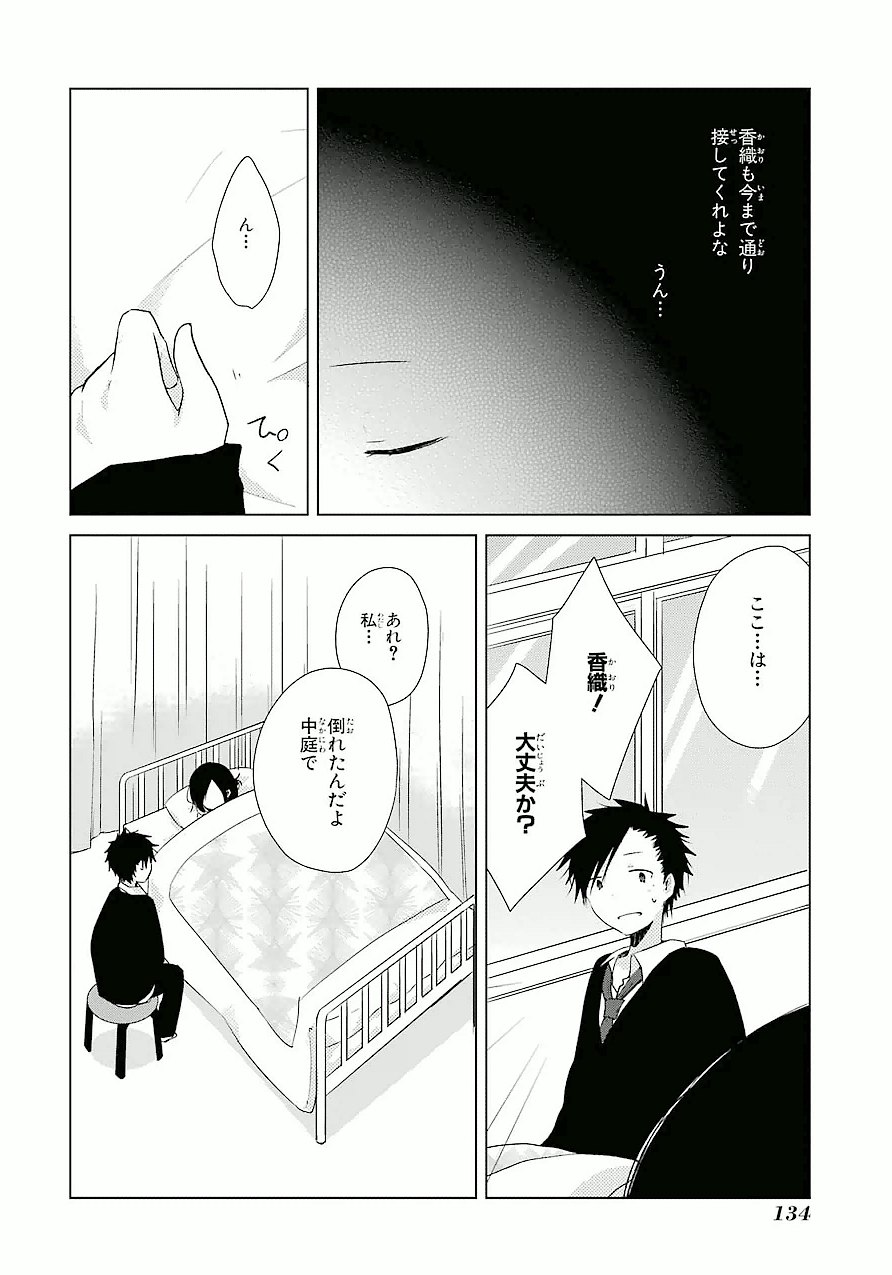 香織も今まで通り
接してくれよな
うん…
ん…
ぴく
ここ…は…
香織！
大丈夫か？
あれ？
私…
倒れたんだよ
中庭で
134